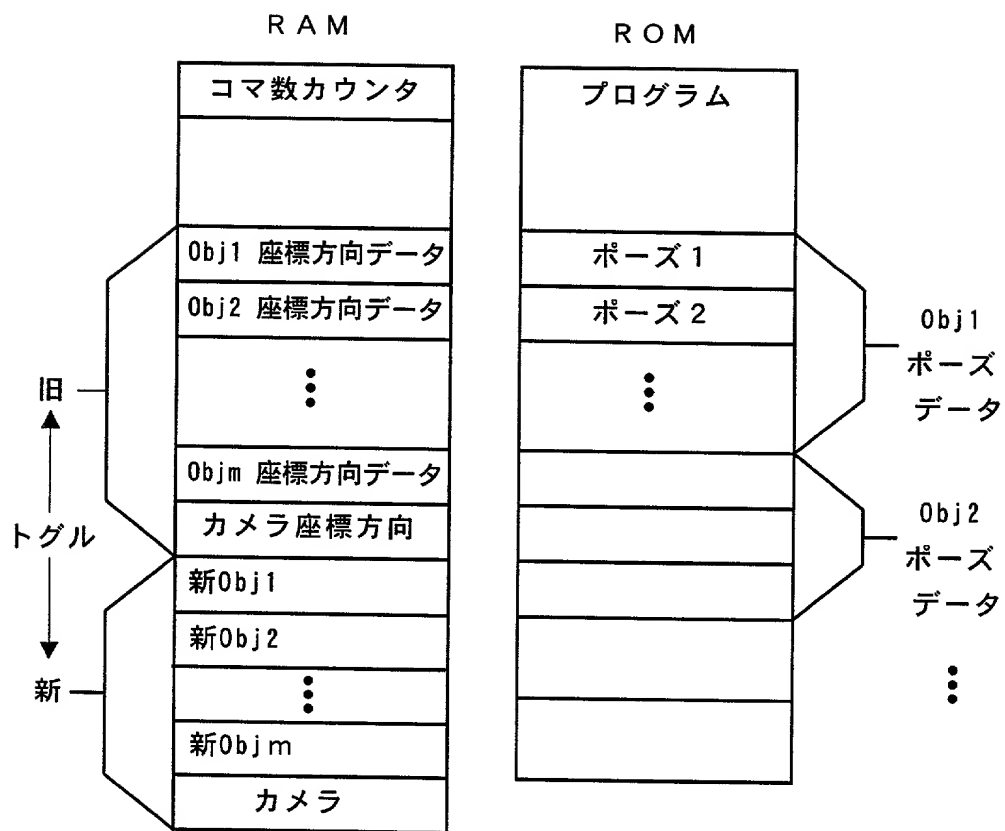 RAM
コマ数カウンタ
Obj1 座標方向データ
Obj2 座標方向データ
Objm 座標方向データ
カメラ座標方向
新Obj1
新Obj2
新Objm
カメラ
旧
トグル
新
ROM
プログラム
ポーズ1
ポーズ2
Obj1
ポーズ
データ
Obj2
ポーズ
データ